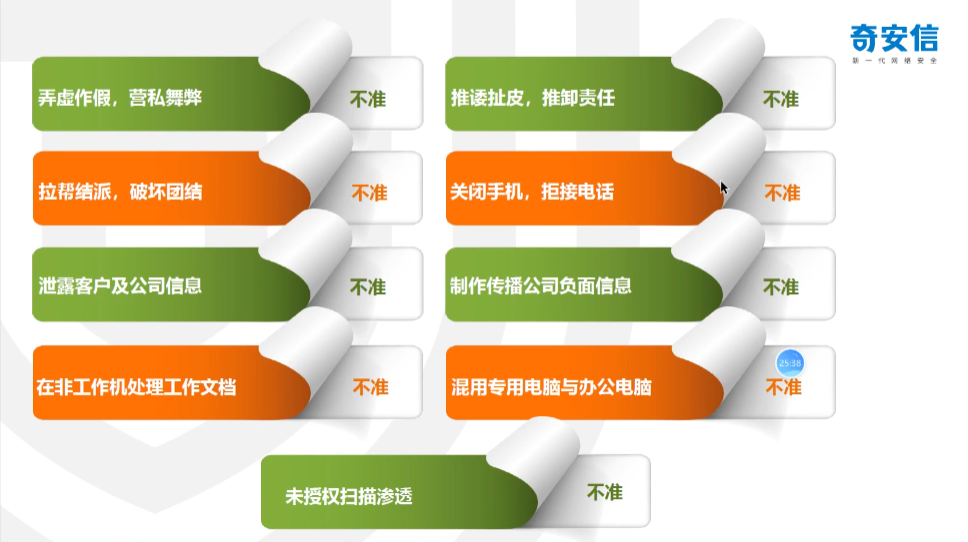 奇安信
新一代网络安全
弄虚作假，营私舞弊
不准
推诿扯皮，推卸责任
不准
拉帮结派，破坏团结
不准
关闭手机，拒接电话
不准
泄露客户及公司信息
不准
制作传播公司负面信息
不准
25:38
在非工作机处理工作文档
不准
混用专用电脑与办公电脑
不准
未授权扫描渗透
不准